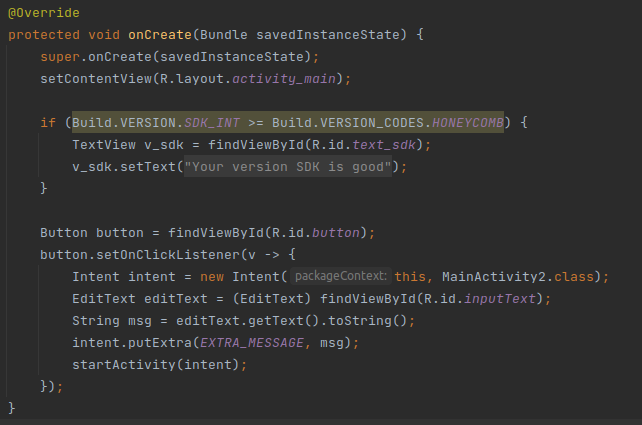 @Override
protected void onCreate(Bundle savedInstanceState) {
    super.onCreate(savedInstanceState);
    setContentView(R.layout.activity_main);

    if (Build.VERSION.SDK_INT >= Build.VERSION_CODES.HONEYCOMB) {
        TextView v_sdk = findViewById(R.id.text_sdk);
        v_sdk.setText("Your version SDK is good");
    }

    Button button = findViewById(R.id.button);
    button.setOnClickListener(v -> {
        Intent intent = new Intent( packageContext: this, MainActivity2.class);
        EditText editText = (EditText) findViewById(R.id.inputText);
        String msg = editText.getText().toString();
        intent.putExtra(EXTRA_MESSAGE, msg);
        startActivity(intent);
    });
}